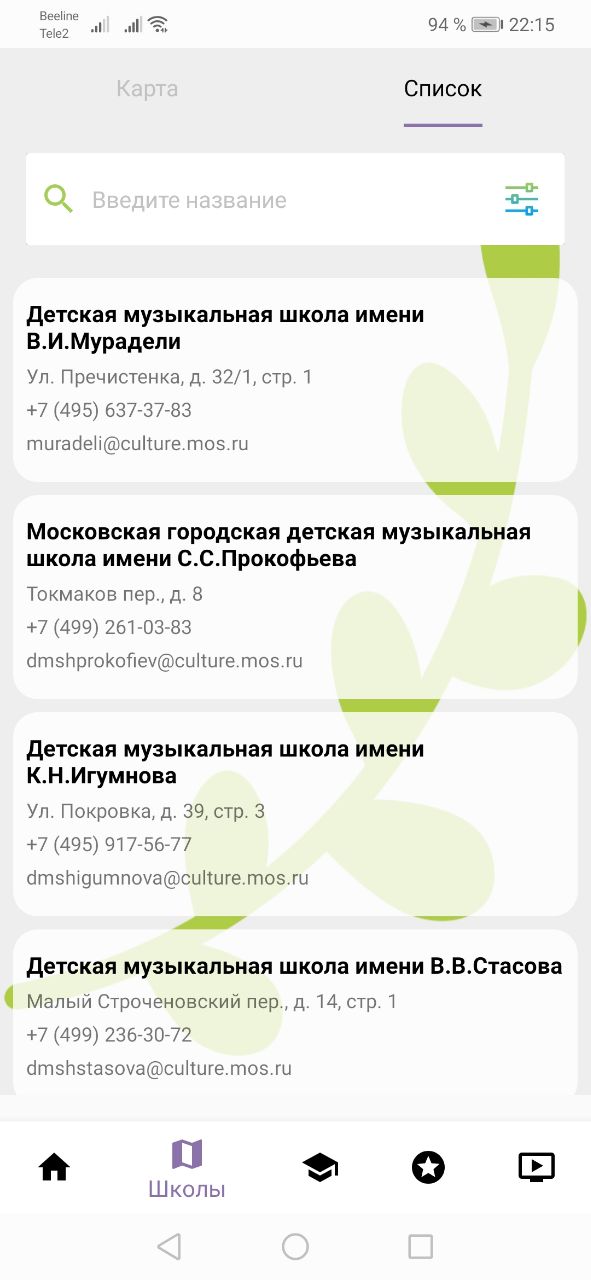 Beeline
Tele2
94 % 22:15
Карта
Список
Введите название
Детская музыкальная школа имени
В.И.Мурадели
Ул. Пречистенка, д. 32/1, стр. 1
+7 (495) 637-37-83
muradeli@culture.mos.ru
Московская городская детская музыкальная
школа имени С.С.Прокофьева
Токмаков пер., д. 8
+7 (499) 261-03-83
dmshprokofiev@culture.mos.ru
Детская музыкальная школа имени
К.Н.Игумнова
Ул. Покровка, д. 39, стр. 3
+7 (495) 917-56-77
dmshigumnova@culture.mos.ru
Детская музыкальная школа имени В.В.Стасова
Малый Строченовский пер., д. 14, стр. 1
+7 (499) 236-30-72
dmshstasova@culture.mos.ru
Школы